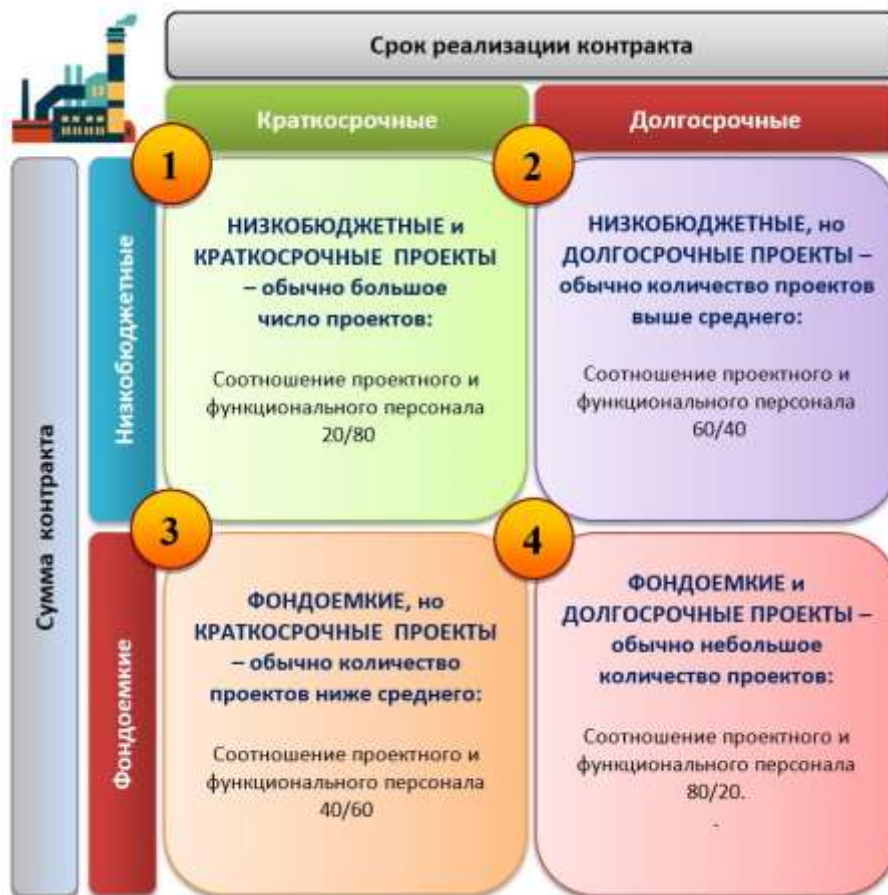 Срок реализации контракта
Краткосрочные
Долгосрочные
Сумма контракта
Низкобюджетные
1
НИЗКОБЮДЖЕТНЫЕ и
КРАТКОСРОЧНЫЕ ПРОЕКТЫ
– обычно большое
число проектов:
Соотношение проектного и
функционального персонала
20/80
2
НИЗКОБЮДЖЕТНЫЕ, но
ДОЛГОСРОЧНЫЕ ПРОЕКТЫ –
обычно количество проектов
выше среднего:
Соотношение проектного и
функционального персонала
60/40
Фондоемкие
3
ФОНДОЕМКИЕ, но
КРАТКОСРОЧНЫЕ ПРОЕКТЫ
– обычно количество
проектов ниже среднего:
Соотношение проектного и
функционального персонала
40/60
4
ФОНДОЕМКИЕ и
ДОЛГОСРОЧНЫЕ ПРОЕКТЫ –
обычно небольшое
количество проектов:
Соотношение проектного и
функционального персонала
80/20.
.